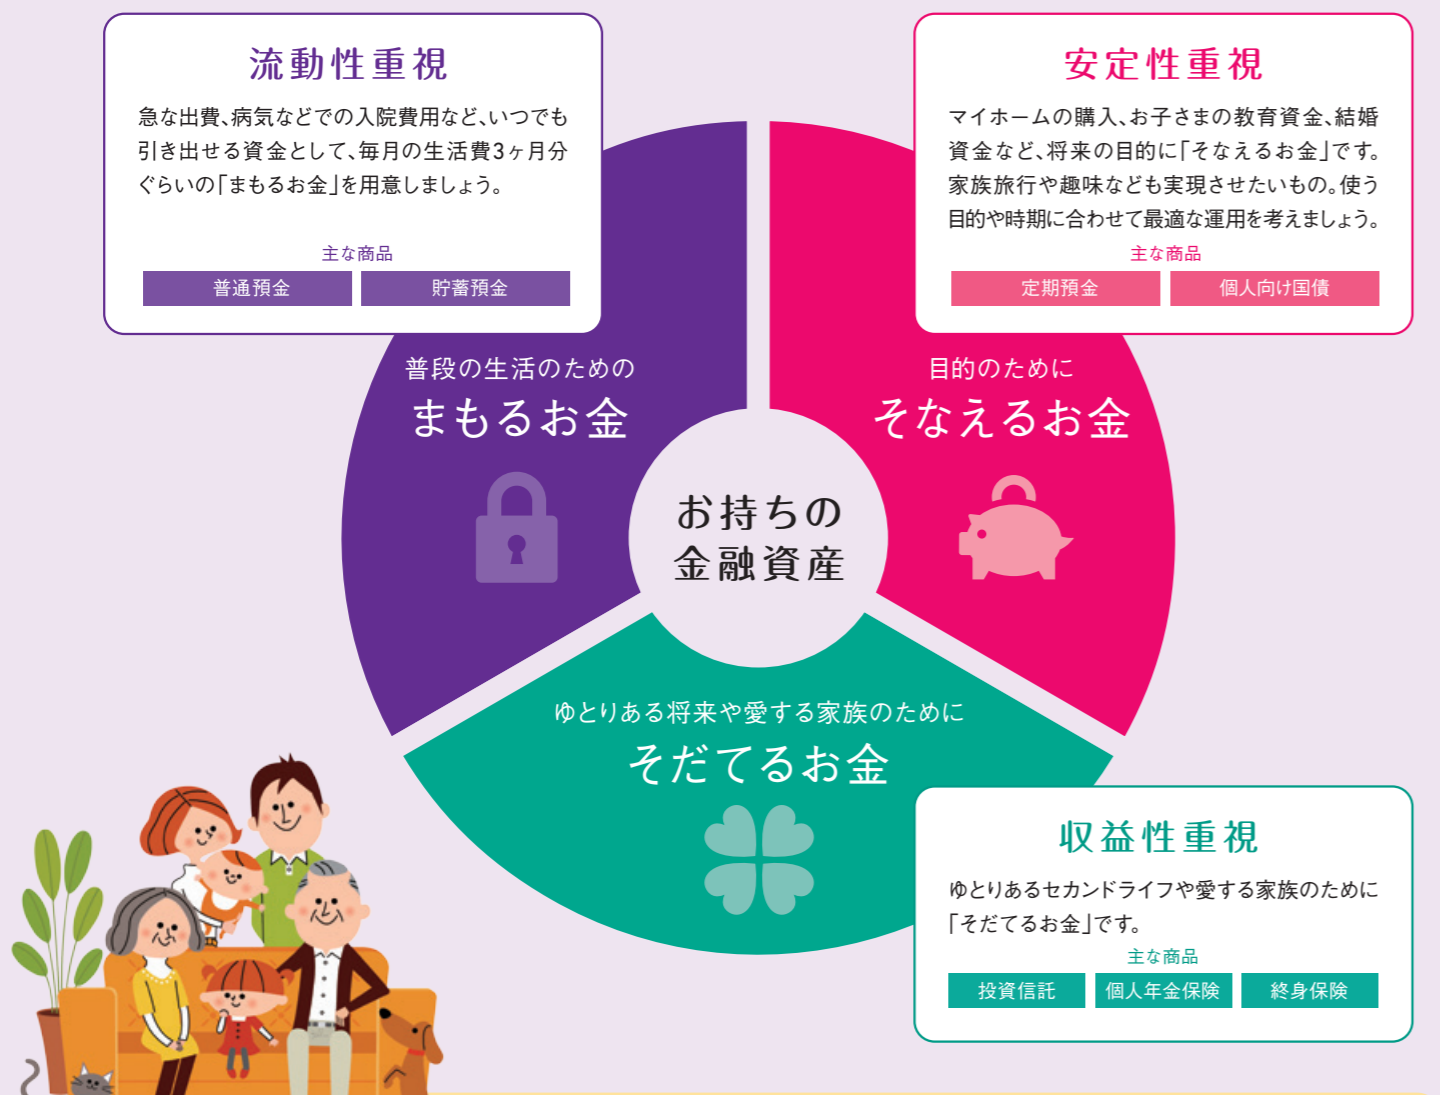 流動性重視
急な出費、病気などでの入院費用など、いつでも
引き出せる資金として、毎月の生活費3ヶ月分
ぐらいの「まもるお金」を用意しましょう。
主な商品
普通預金
貯蓄預金
安定性重視
マイホームの購入、お子さまの教育資金、結婚
資金など、将来の目的に「そなえるお金」です。
家族旅行や趣味なども実現させたいもの。使う
目的や時期に合わせて最適な運用を考えましょう。
主な商品
定期預金
個人向け国債
普段の生活のための
まもるお金
目的のために
そなえるお金
お持ちの
金融資産
ゆとりある将来や愛する家族のために
そだてるお金
収益性重視
ゆとりあるセカンドライフや愛する家族のために
「そだてるお金」です。
主な商品
投資信託
個人年金保険
終身保険